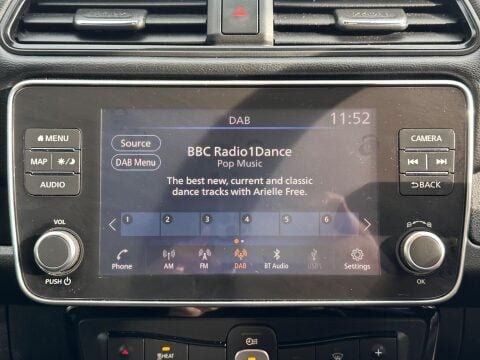 DAB
11:52
MENU
MAP
AUDIO
VOL
PUSH
Source
DAB Menu
BBC Radio1Dance
Pop Music
The best new, current and classic
dance tracks with Arielle Free.
1 2 3 4 5 6
Phone AM FM DAB BT Audio USB1 Settings
CAMERA
BACK
OK
HEAT